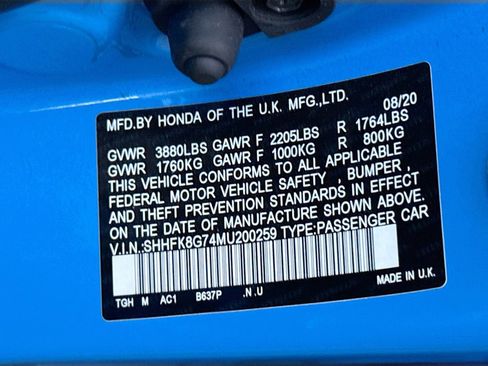 MFD.BY HONDA OF THE U.K. MFG.,LTD. 08/20
GVWR 3880LBS GAWR F 2205LBS R 1764LBS
GVWR 1760KG GAWR F 1000KG R 800KG
THIS VEHICLE CONFORMS TO ALL APPLICABLE
FEDERAL MOTOR VEHICLE SAFETY , BUMPER ,
AND THEFT PREVENTION STANDARDS IN EFFECT
ON THE DATE OF MANUFACTURE SHOWN ABOVE.
V.I.N.:SHHFK8G74MU200259 TYPE:PASSENGER CAR
TGH M AC1 B637P .N.U MADE IN U.K.